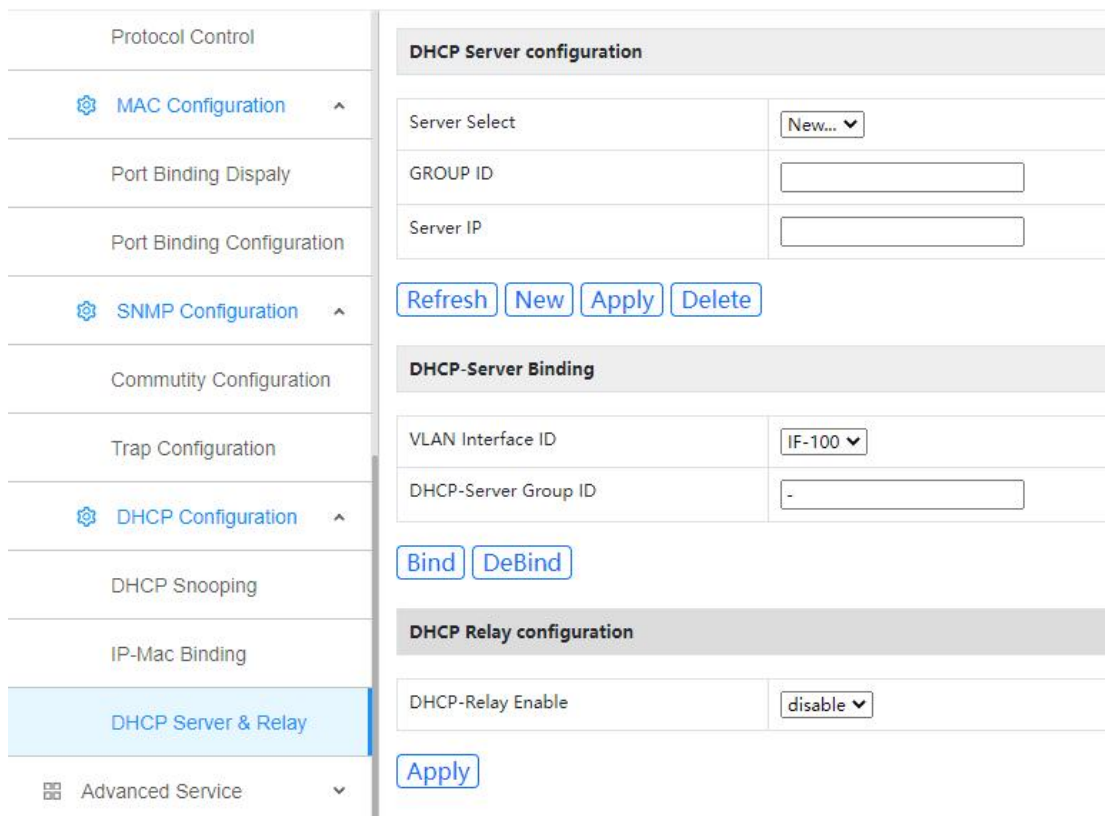 Protocol Control
MAC Configuration
Port Binding Dispaly
Port Binding Configuration
SNMP Configuration
Commutity Configuration
Trap Configuration
DHCP Configuration
DHCP Snooping
IP-Mac Binding
DHCP Server & Relay
Advanced Service
DHCP Server configuration
Server Select New...
GROUP ID
Server IP
Refresh New Apply Delete
DHCP-Server Binding
VLAN Interface ID IF-100
DHCP-Server Group ID -
Bind DeBind
DHCP Relay configuration
DHCP-Relay Enable disable
Apply